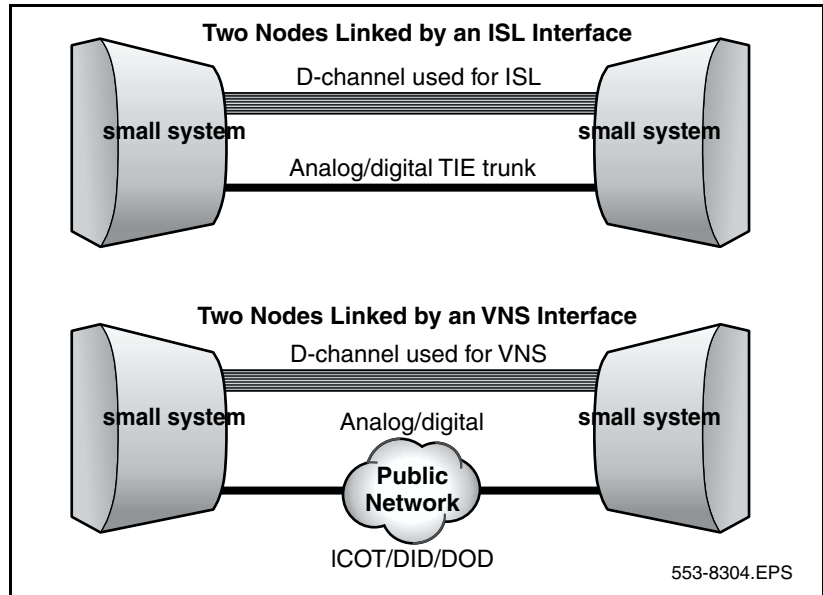 Two Nodes Linked by an ISL Interface
D-channel used for ISL
small system
small system
Analog/digital TIE trunk
Two Nodes Linked by an VNS Interface
D-channel used for VNS
small system
Analog/digital
small system
Public
Network
ICOT/DID/DOD
553-8304.EPS